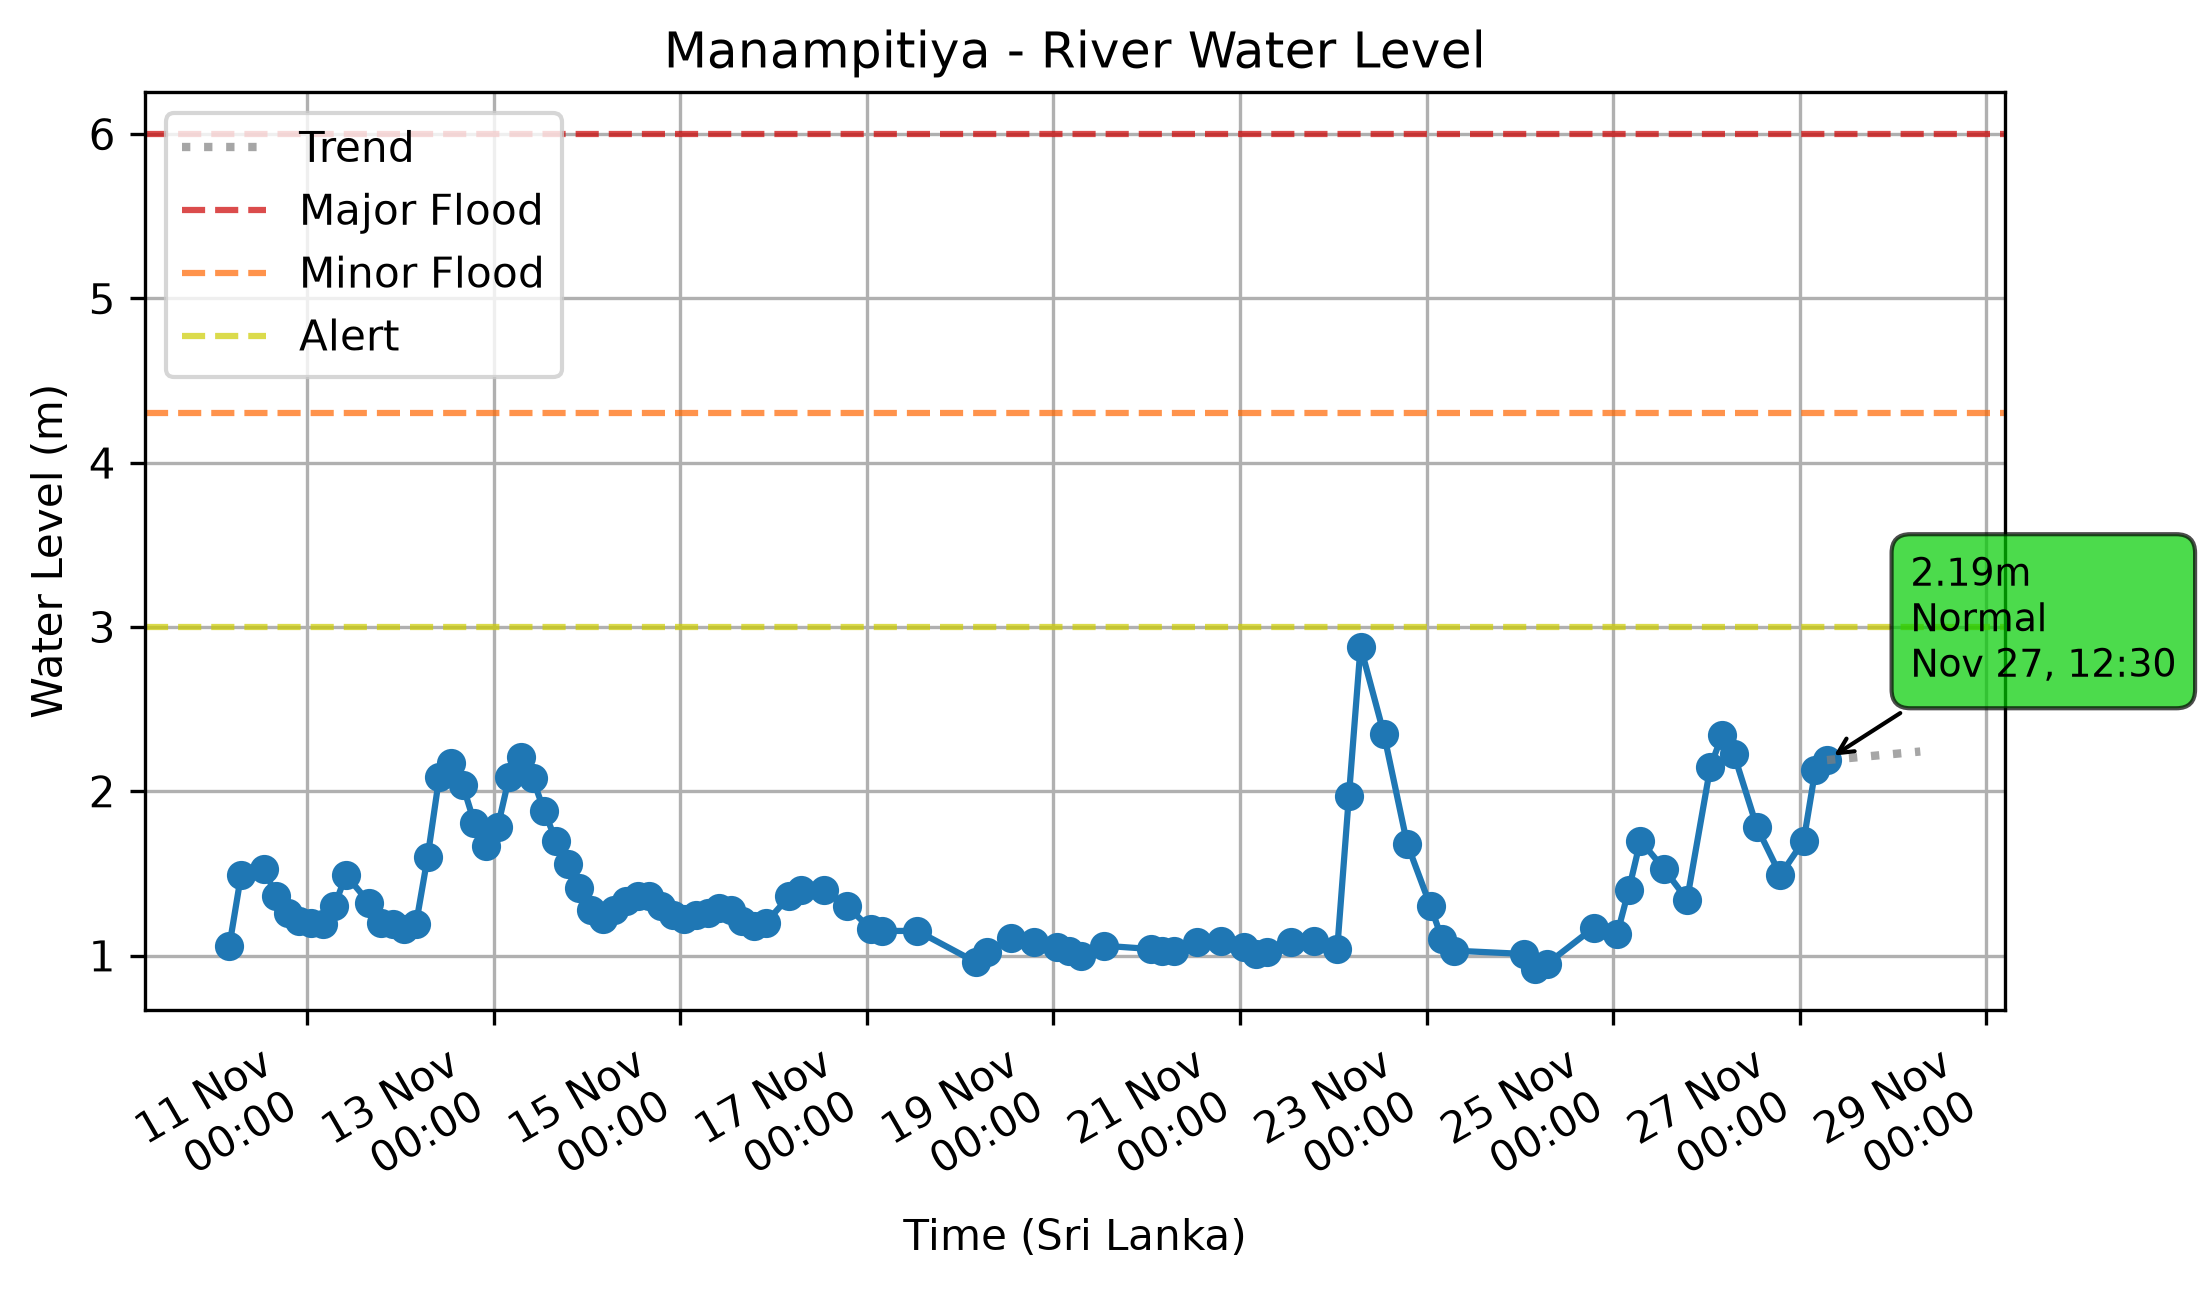 Manampitiya - River Water Level
Trend
Major Flood
Minor Flood
Alert
6
5
4
3
2
1
Water Level (m)
2.19m
Normal
Nov 27, 12:30
11 Nov
00:00
13 Nov
00:00
15 Nov
00:00
17 Nov
00:00
19 Nov
00:00
21 Nov
00:00
23 Nov
00:00
25 Nov
00:00
27 Nov
00:00
29 Nov
00:00
Time (Sri Lanka)